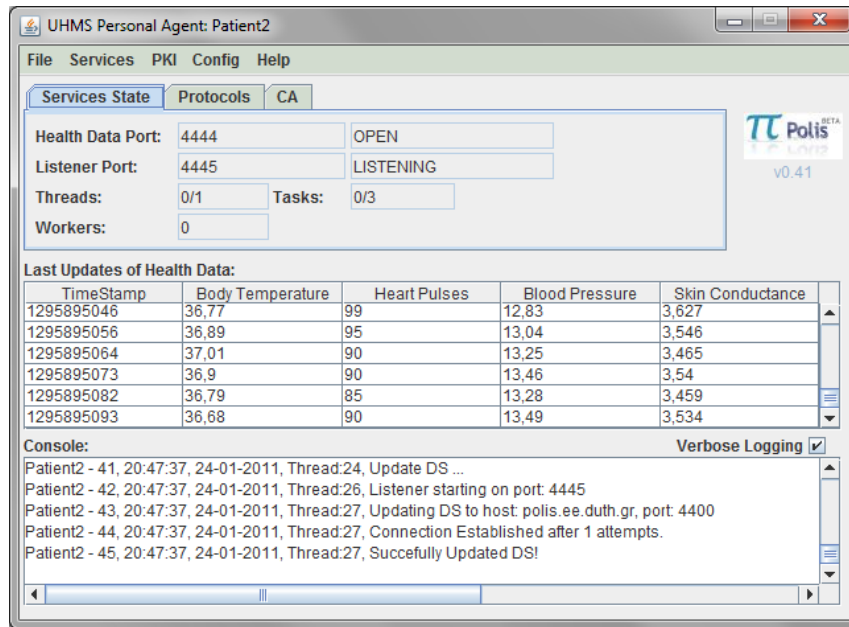 UHMS Personal Agent: Patient2
File Services PKI Config Help
Services State Protocols CA
Health Data Port: 4444 OPEN
Listener Port: 4445 LISTENING
Threads: 0/1 Tasks: 0/3
Workers: 0
Polis BETA
v0.41
Last Updates of Health Data:
TimeStamp Body Temperature Heart Pulses Blood Pressure Skin Conductance
1295895046 36,77 99 12,83 3,627
1295895056 36,89 95 13,04 3,546
1295895064 37,01 90 13,25 3,465
1295895073 36,9 90 13,46 3,54
1295895082 36,79 85 13,28 3,459
1295895093 36,68 90 13,49 3,534
Console: Verbose Logging
Patient2 - 41, 20:47:37, 24-01-2011, Thread:24, Update DS ...
Patient2 - 42, 20:47:37, 24-01-2011, Thread:26, Listener starting on port: 4445
Patient2 - 43, 20:47:37, 24-01-2011, Thread:27, Updating DS to host: polis.ee.duth.gr, port: 4400
Patient2 - 44, 20:47:37, 24-01-2011, Thread:27, Connection Established after 1 attempts.
Patient2 - 45, 20:47:37, 24-01-2011, Thread:27, Succefully Updated DS!